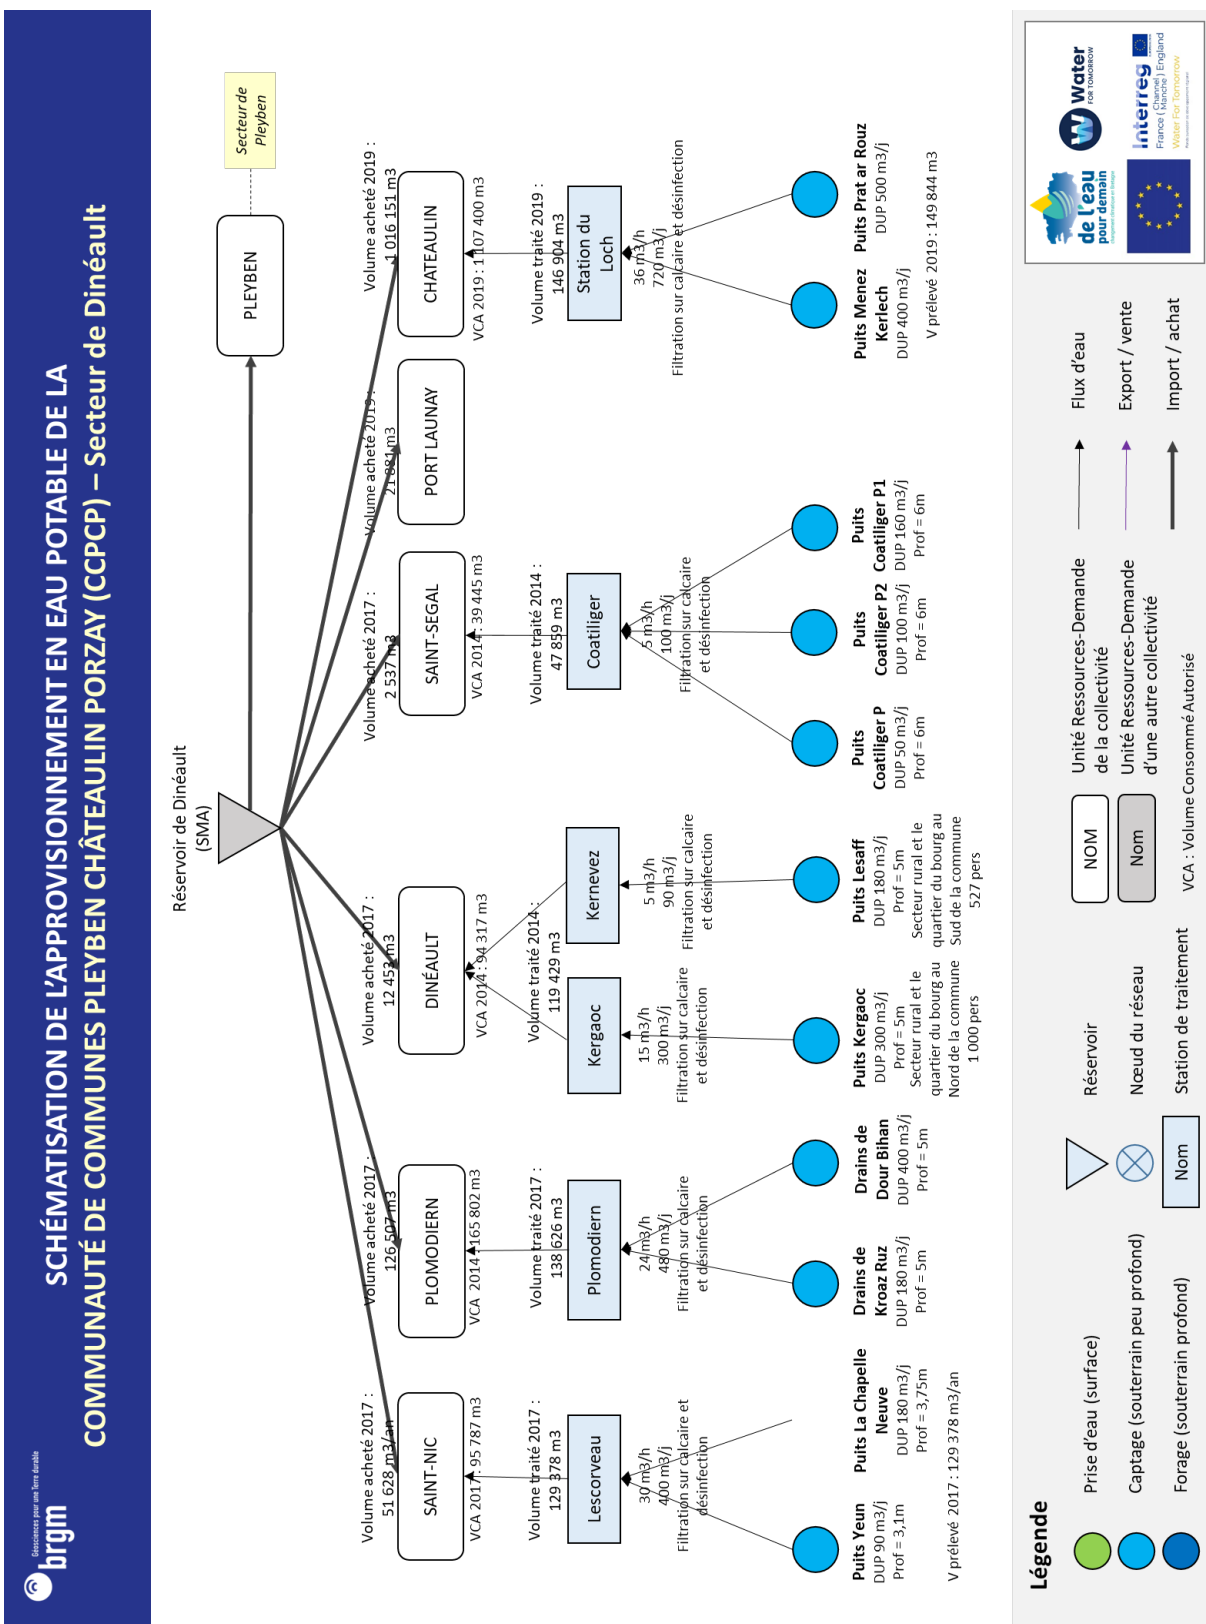 SCHÉMATISATION DE L'APPROVISIONNEMENT EN EAU POTABLE DE LA
COMMUNAUTÉ DE COMMUNES PLEYBEN CHÂTEAULIN PORZAY (CCPCP) – Secteur de Dinéault
Géosciences pour une Terre durable
brgm
Réservoir de Dinéault
(SMA)
PLEYBEN
Secteur de
Pleyben
Volume acheté 2017 :
51 628 m3/an
SAINT-NIC
VCA 2017 : 95 787 m3
Volume traité 2017 :
129 378 m3
Lescorveau
30 m3/h
400 m3/j
Filtration sur calcaire et
désinfection
Puits Yeun
DUP 90 m3/j
Prof = 3,1m
Puits La Chapelle
Neuve
DUP 180 m3/j
Prof = 3,75m
V prélevé 2017 : 129 378 m3/an
Volume acheté 2017 :
126 507 m3
PLOMODIERN
VCA 2014 : 165 802 m3
Volume traité 2017 :
138 626 m3
Plomodiern
24 m3/h
480 m3/j
Filtration sur calcaire
et désinfection
Drains de
Kroaz Ruz
DUP 180 m3/j
Prof = 5m
Drains de
Dour Bihan
DUP 400 m3/j
Prof = 5m
Volume acheté 2017 :
12 453 m3
DINÉAULT
VCA 2014 : 94 317 m3
Volume traité 2014 :
119 429 m3
Kergaoc
15 m3/h
300 m3/j
Filtration sur calcaire
et désinfection
Puits Kergaoc
DUP 300 m3/j
Prof = 5m
Secteur rural et le
quartier du bourg au
Nord de la commune
1 000 pers
Kernevez
5 m3/h
90 m3/j
Filtration sur calcaire
et désinfection
Puits Lesaff
DUP 180 m3/j
Prof = 5m
Secteur rural et le
quartier du bourg au
Sud de la commune
527 pers
Volume acheté 2017 :
2 537 m3
SAINT-SEGAL
VCA 2014 : 39 445 m3
Volume traité 2014 :
47 859 m3
Coatiliger
5 m3/h
100 m3/j
Filtration sur calcaire
et désinfection
Puits
Coatiliger P
DUP 50 m3/j
Prof = 6m
Puits
Coatiliger P2
DUP 100 m3/j
Prof = 6m
Puits
Coatiliger P1
DUP 160 m3/j
Prof = 6m
Volume acheté 2019 :
21 881 m3
PORT LAUNAY
Volume acheté 2019 :
1 016 151 m3
CHATEAULIN
VCA 2019 : 1 107 400 m3
Volume traité 2019 :
146 904 m3
Station du
Loch
36 m3/h
720 m3/j
Filtration sur calcaire et désinfection
Puits Menez
Kerlech
DUP 400 m3/j
Puits Prat ar Rouz
DUP 500 m3/j
V prélevé 2019 : 149 844 m3
Légende
Prise d'eau (surface)
Captage (souterrain peu profond)
Forage (souterrain profond)
Réservoir
Nœud du réseau
Nom
Station de traitement
NOM
Unité Ressources-Demande
de la collectivité
Nom
Unité Ressources-Demande
d'une autre collectivité
VCA : Volume Consommé Autorisé
Flux d'eau
Export / vente
Import / achat
de l'eau
pour demain
Water
FOR TOMORROW
Interreg
France ( Channel Manche ) England
Water For Tomorrow